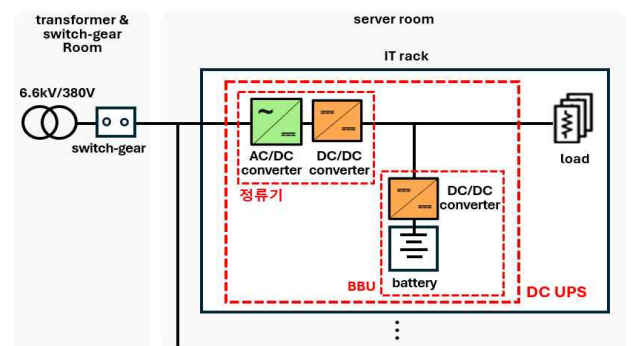 transformer &
switch-gear
Room
server room
IT rack
6.6kV/380V
switch-gear
AC/DC
converter
DC/DC
converter
정류기
load
DC/DC
converter
battery
BBU
DC UPS